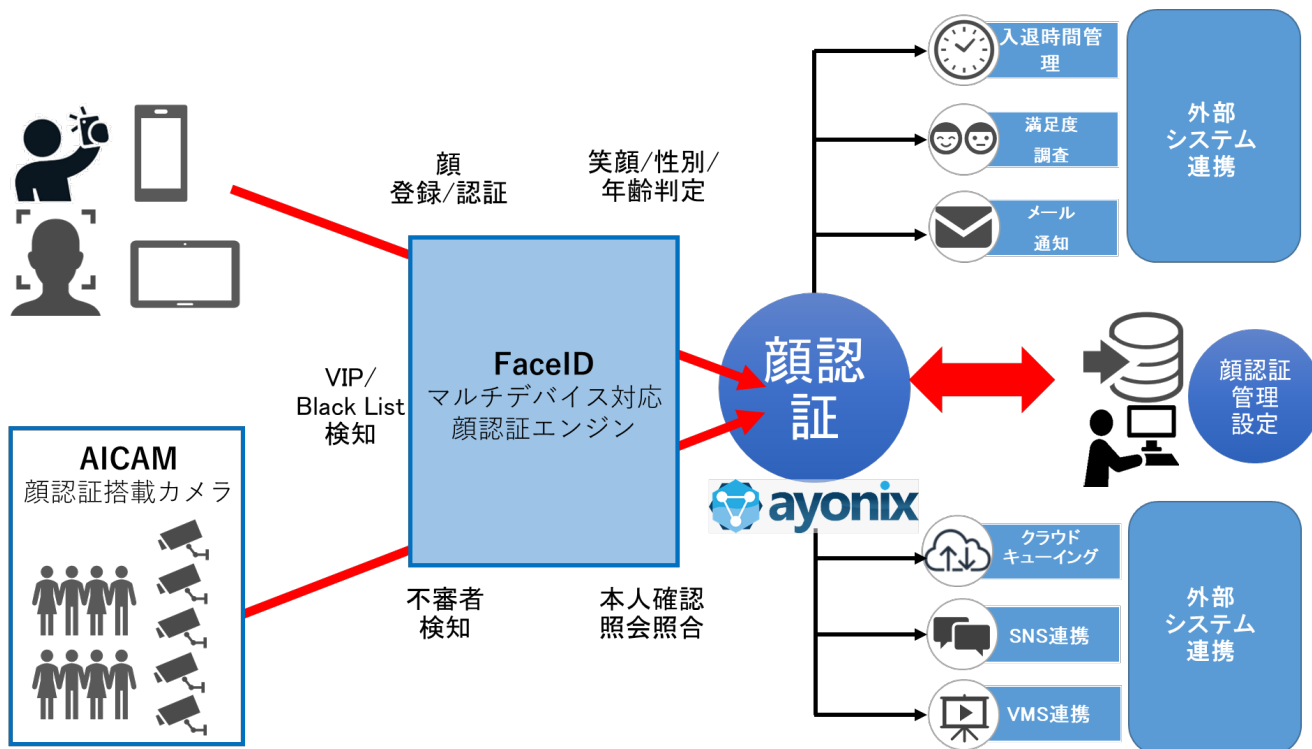 顔
登録/認証
笑顔/性別/
年齢判定
VIP/
Black List
検知
FaceID
マルチデバイス対応
顔認証エンジン
AICAM
顔認証搭載カメラ
不審者
検知
本人確認
照会照合
顔認
証
ayonix
入退時間管
理
満足度
調査
メール
通知
外部
システム
連携
顔認証
管理
設定
クラウド
キューイング
SNS連携
VMS連携
外部
システム
連携